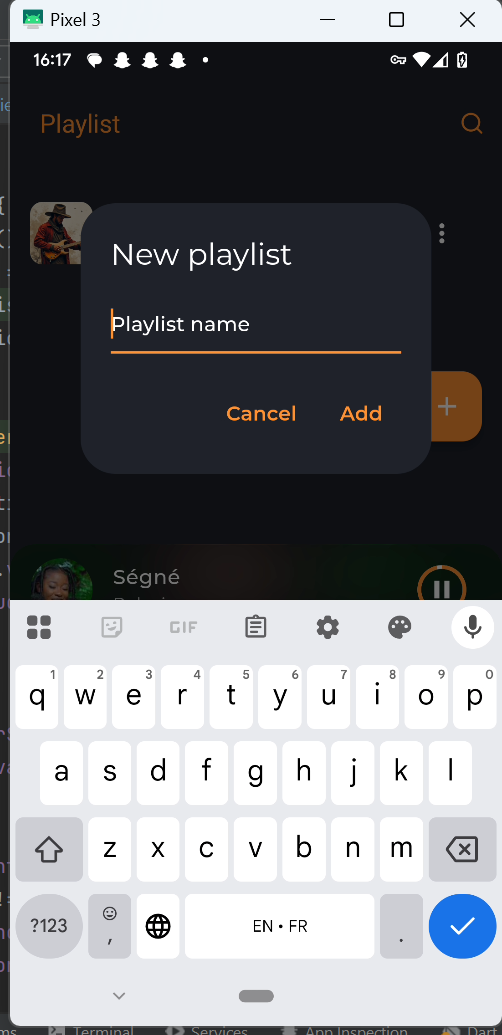 Pixel 3
16:17
Playlist
New playlist
Playlist name
Cancel
Add
+
Ségné
GIF
1 2 3 4 5 6 7 8 9 0
q w e r t y u i o p
a s d f g h j k l
z x c v b n m
?123
,
EN • FR
.
Terminal
Services
App Inspection
Dart